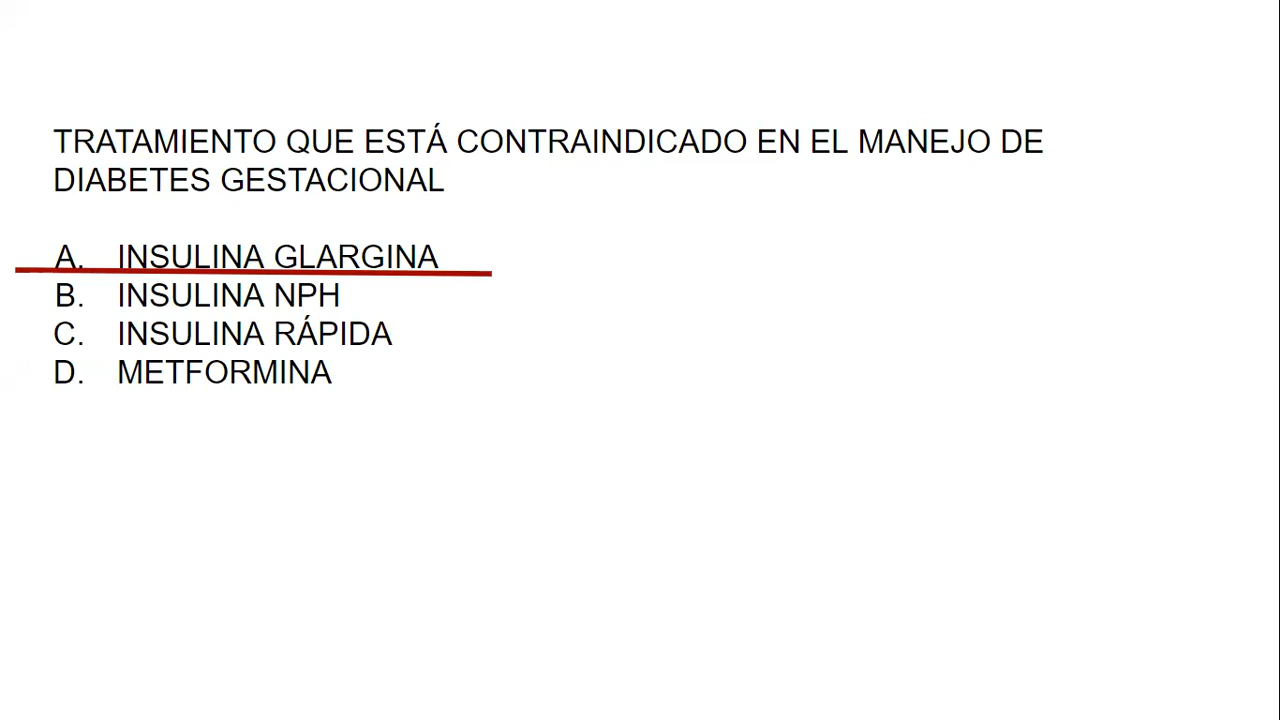 TRATAMIENTO QUE ESTÁ CONTRAINDICADO EN EL MANEJO DE
DIABETES GESTACIONAL
A. INSULINA GLARGINA
B. INSULINA NPH
C. INSULINA RÁPIDA
D. METFORMINA